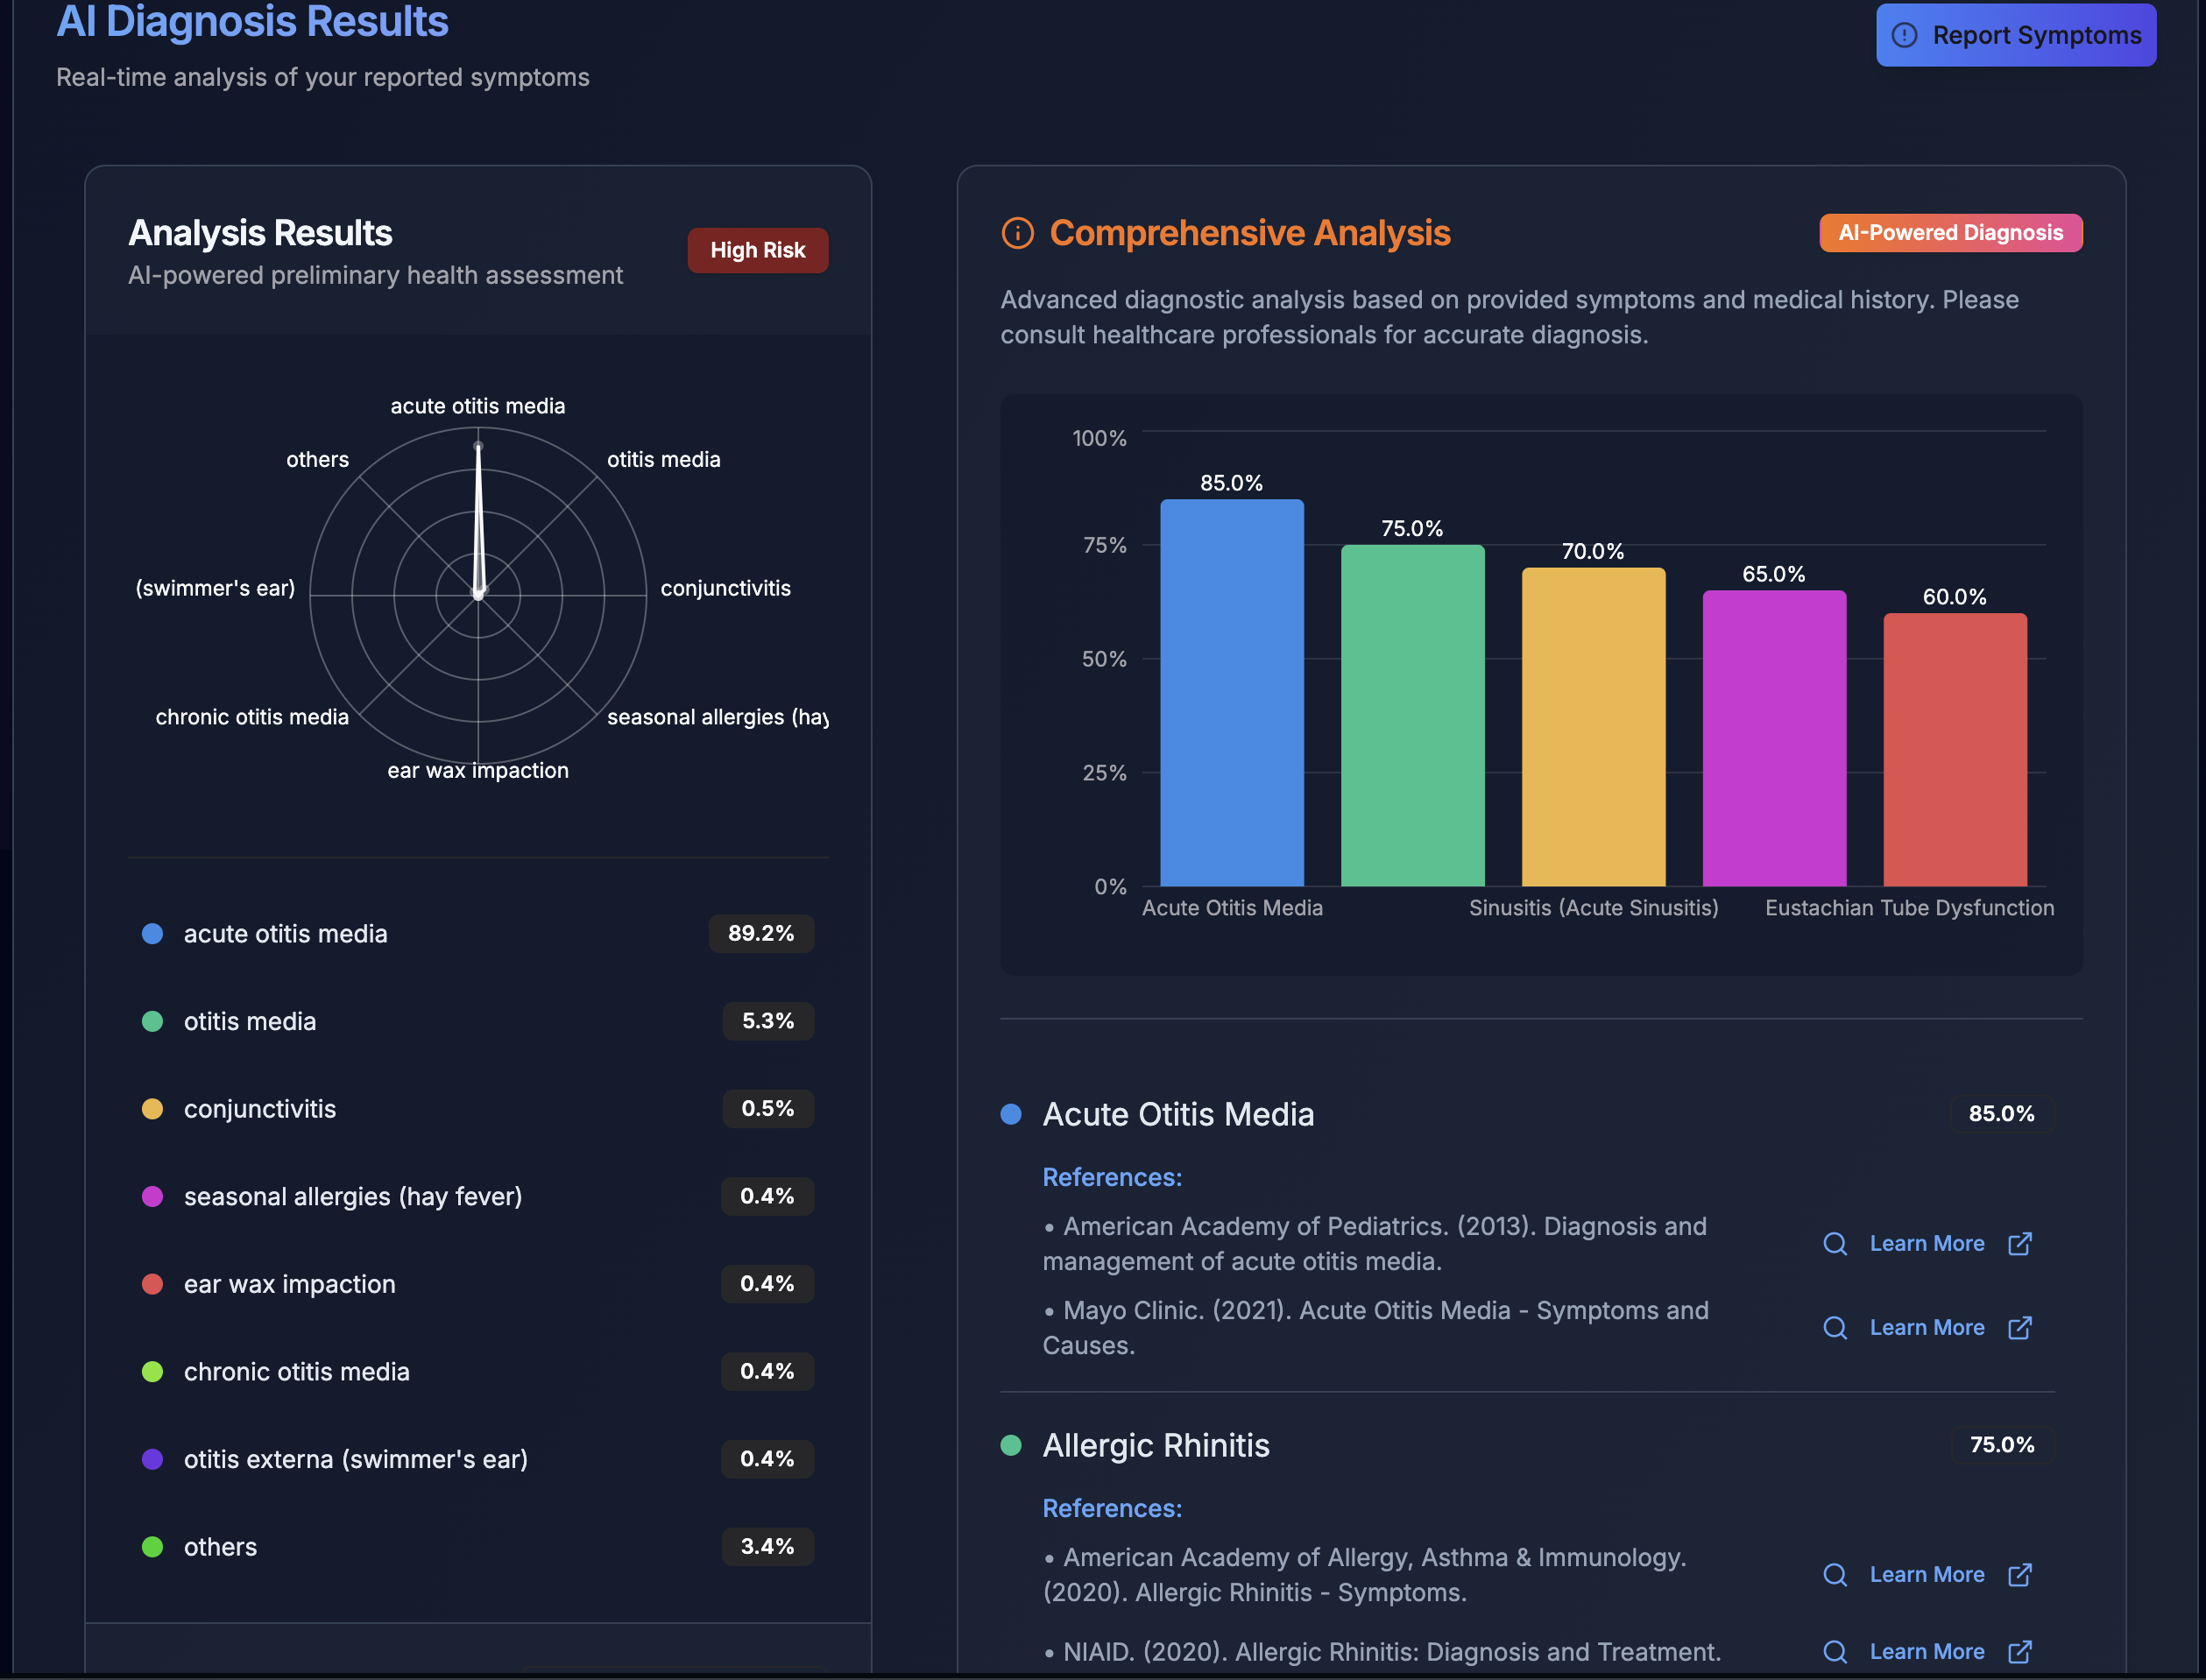 AI Diagnosis Results
Real-time analysis of your reported symptoms
Report Symptoms
Analysis Results
AI-powered preliminary health assessment
High Risk
acute otitis media
others
otitis media
(swimmer's ear)
conjunctivitis
chronic otitis media
seasonal allergies (hay
ear wax impaction
acute otitis media
89.2%
otitis media
5.3%
conjunctivitis
0.5%
seasonal allergies (hay fever)
0.4%
ear wax impaction
0.4%
chronic otitis media
0.4%
otitis externa (swimmer's ear)
0.4%
others
3.4%
Comprehensive Analysis
AI-Powered Diagnosis
Advanced diagnostic analysis based on provided symptoms and medical history. Please
consult healthcare professionals for accurate diagnosis.
100%
75%
50%
25%
0%
85.0%
75.0%
70.0%
65.0%
60.0%
Acute Otitis Media
Sinusitis (Acute Sinusitis)
Eustachian Tube Dysfunction
Acute Otitis Media
85.0%
References:
• American Academy of Pediatrics. (2013). Diagnosis and
management of acute otitis media.
Learn More
• Mayo Clinic. (2021). Acute Otitis Media - Symptoms and
Causes.
Learn More
Allergic Rhinitis
75.0%
References:
• American Academy of Allergy, Asthma & Immunology.
(2020). Allergic Rhinitis - Symptoms.
Learn More
• NIAID. (2020). Allergic Rhinitis: Diagnosis and Treatment.
Learn More